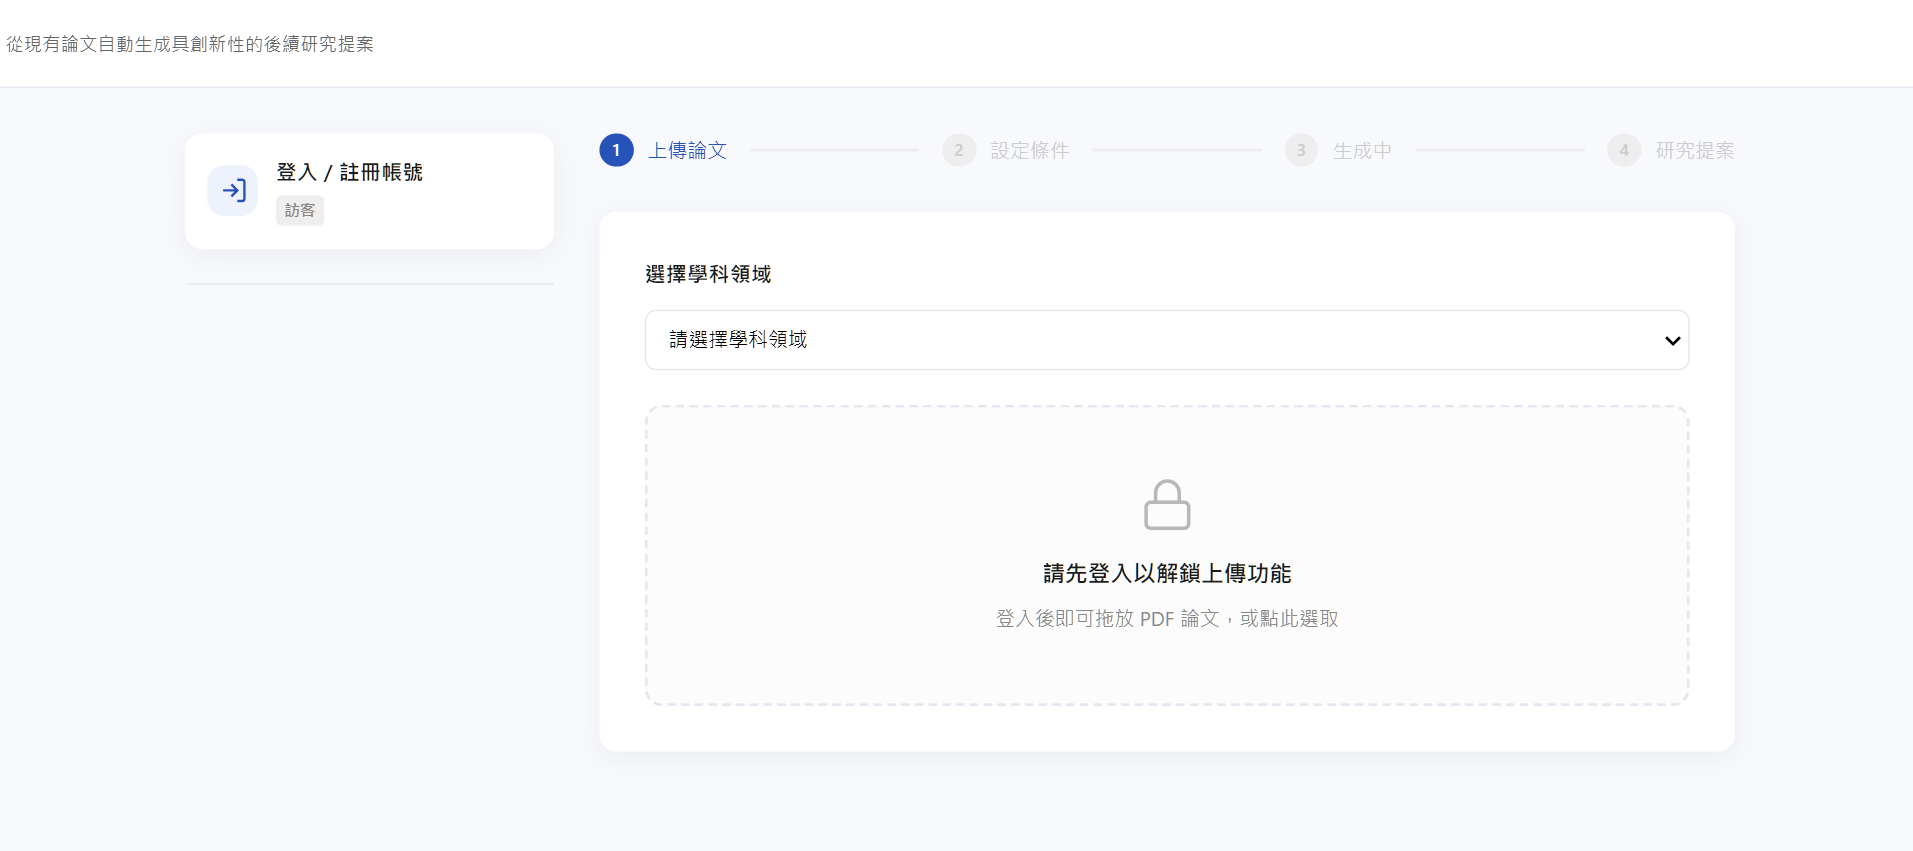 從現有論文自動生成具創新性的後續研究提案
登入 / 註冊帳號
訪客
1 上傳論文
2 設定條件
3 生成中
4 研究提案
選擇學科領域
請選擇學科領域
請先登入以解鎖上傳功能
登入後即可拖放 PDF 論文，或點此選取